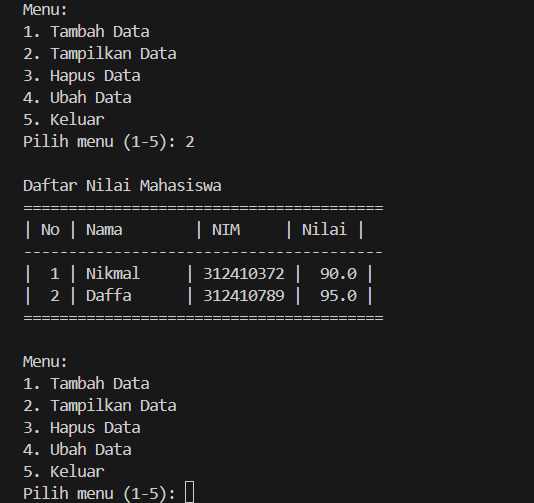 Menu:
1. Tambah Data
2. Tampilkan Data
3. Hapus Data
4. Ubah Data
5. Keluar
Pilih menu (1-5): 2

Daftar Nilai Mahasiswa
========================================
| No | Nama        | NIM     | Nilai |
----------------------------------------
|  1 | Nikmal     | 312410372 |  90.0 |
|  2 | Daffa      | 312410789 |  95.0 |
========================================

Menu:
1. Tambah Data
2. Tampilkan Data
3. Hapus Data
4. Ubah Data
5. Keluar
Pilih menu (1-5):